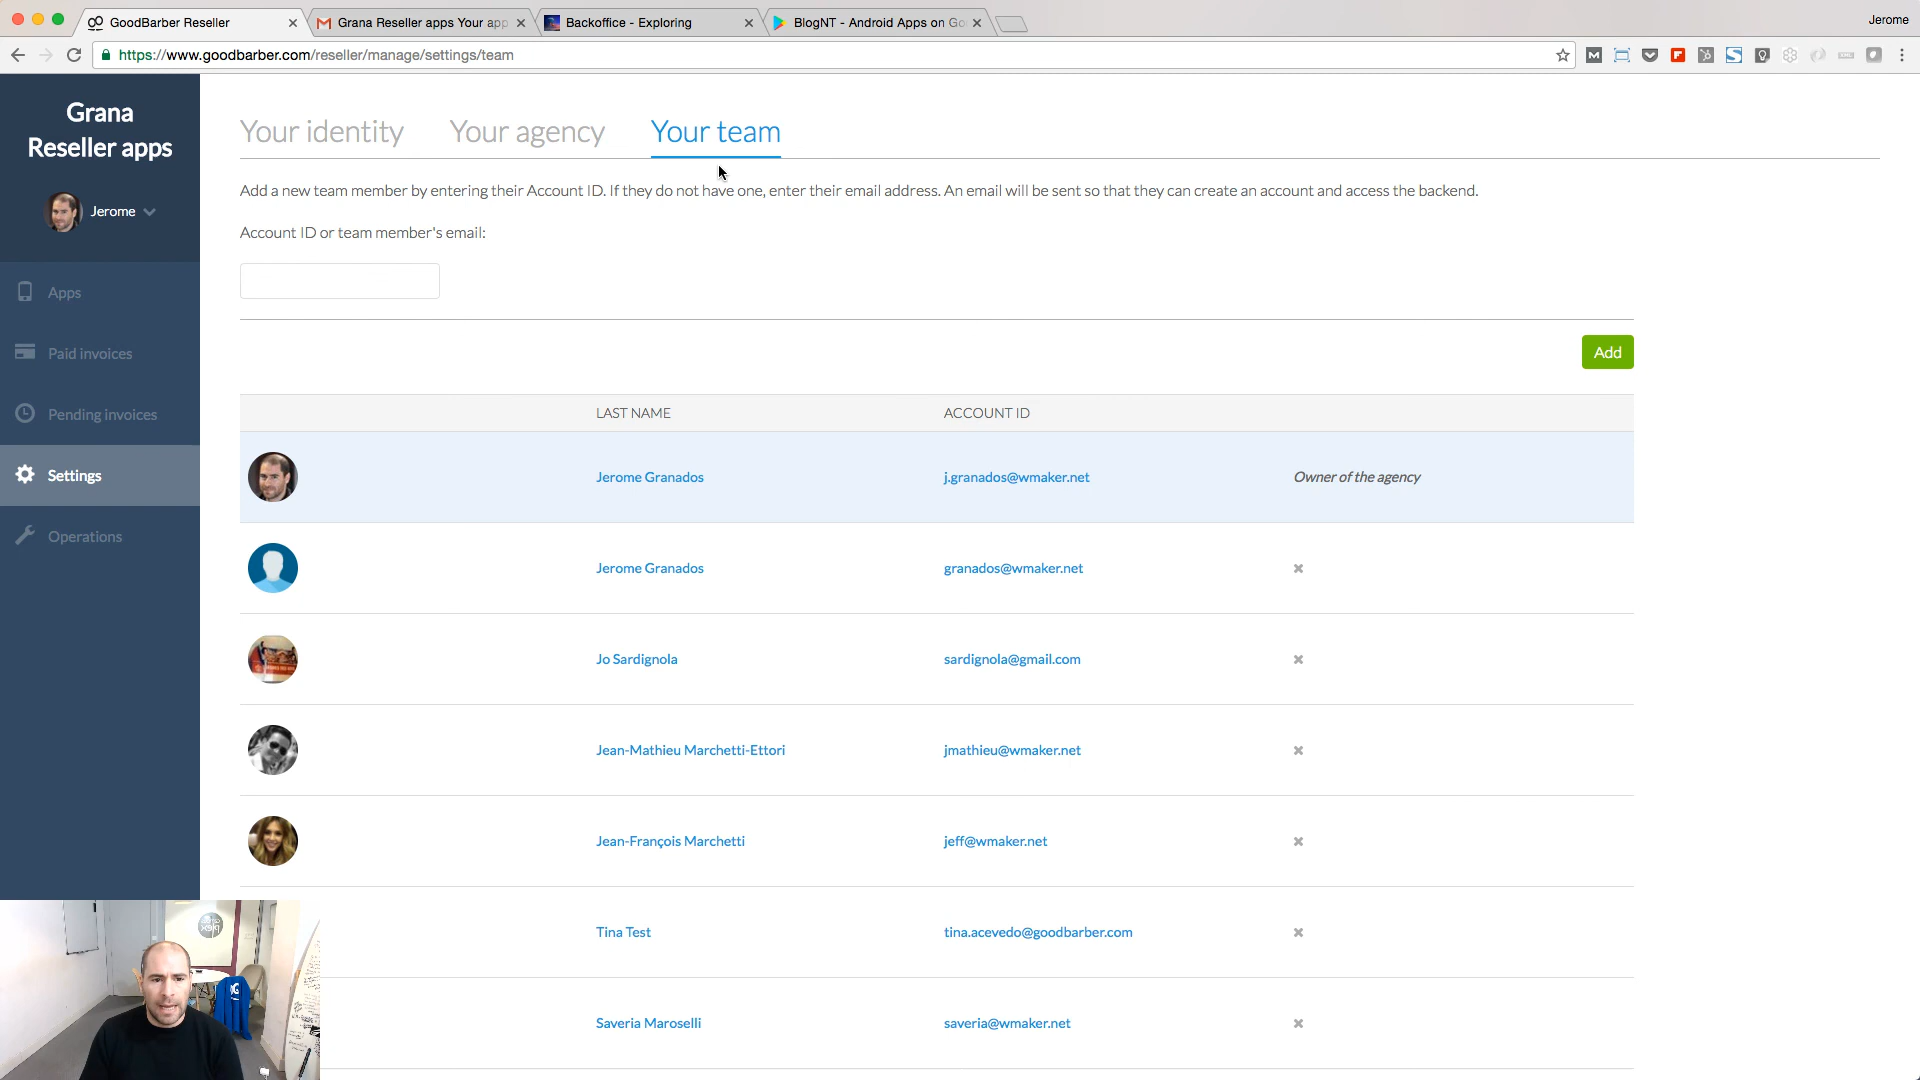 GoodBarber Reseller
Grana Reseller apps Your app
Backoffice - Exploring
BlogNT - Android Apps on Go
Jerome
https://www.goodbarber.com/reseller/manage/settings/team
Grana
Reseller apps
Jerome
Apps
Paid invoices
Pending invoices
Settings
Operations
Your identity
Your agency
Your team
Add a new team member by entering their Account ID. If they do not have one, enter their email address. An email will be sent so that they can create an account and access the backend.
Account ID or team member's email:
Add
LAST NAME
ACCOUNT ID
Jerome Granados
j.granados@wmaker.net
Owner of the agency
Jerome Granados
granados@wmaker.net
Jo Sardignola
sardignola@gmail.com
Jean-Mathieu Marchetti-Ettori
jmathieu@wmaker.net
Jean-François Marchetti
jeff@wmaker.net
Tina Test
tina.acevedo@goodbarber.com
Saveria Maroselli
saveria@wmaker.net